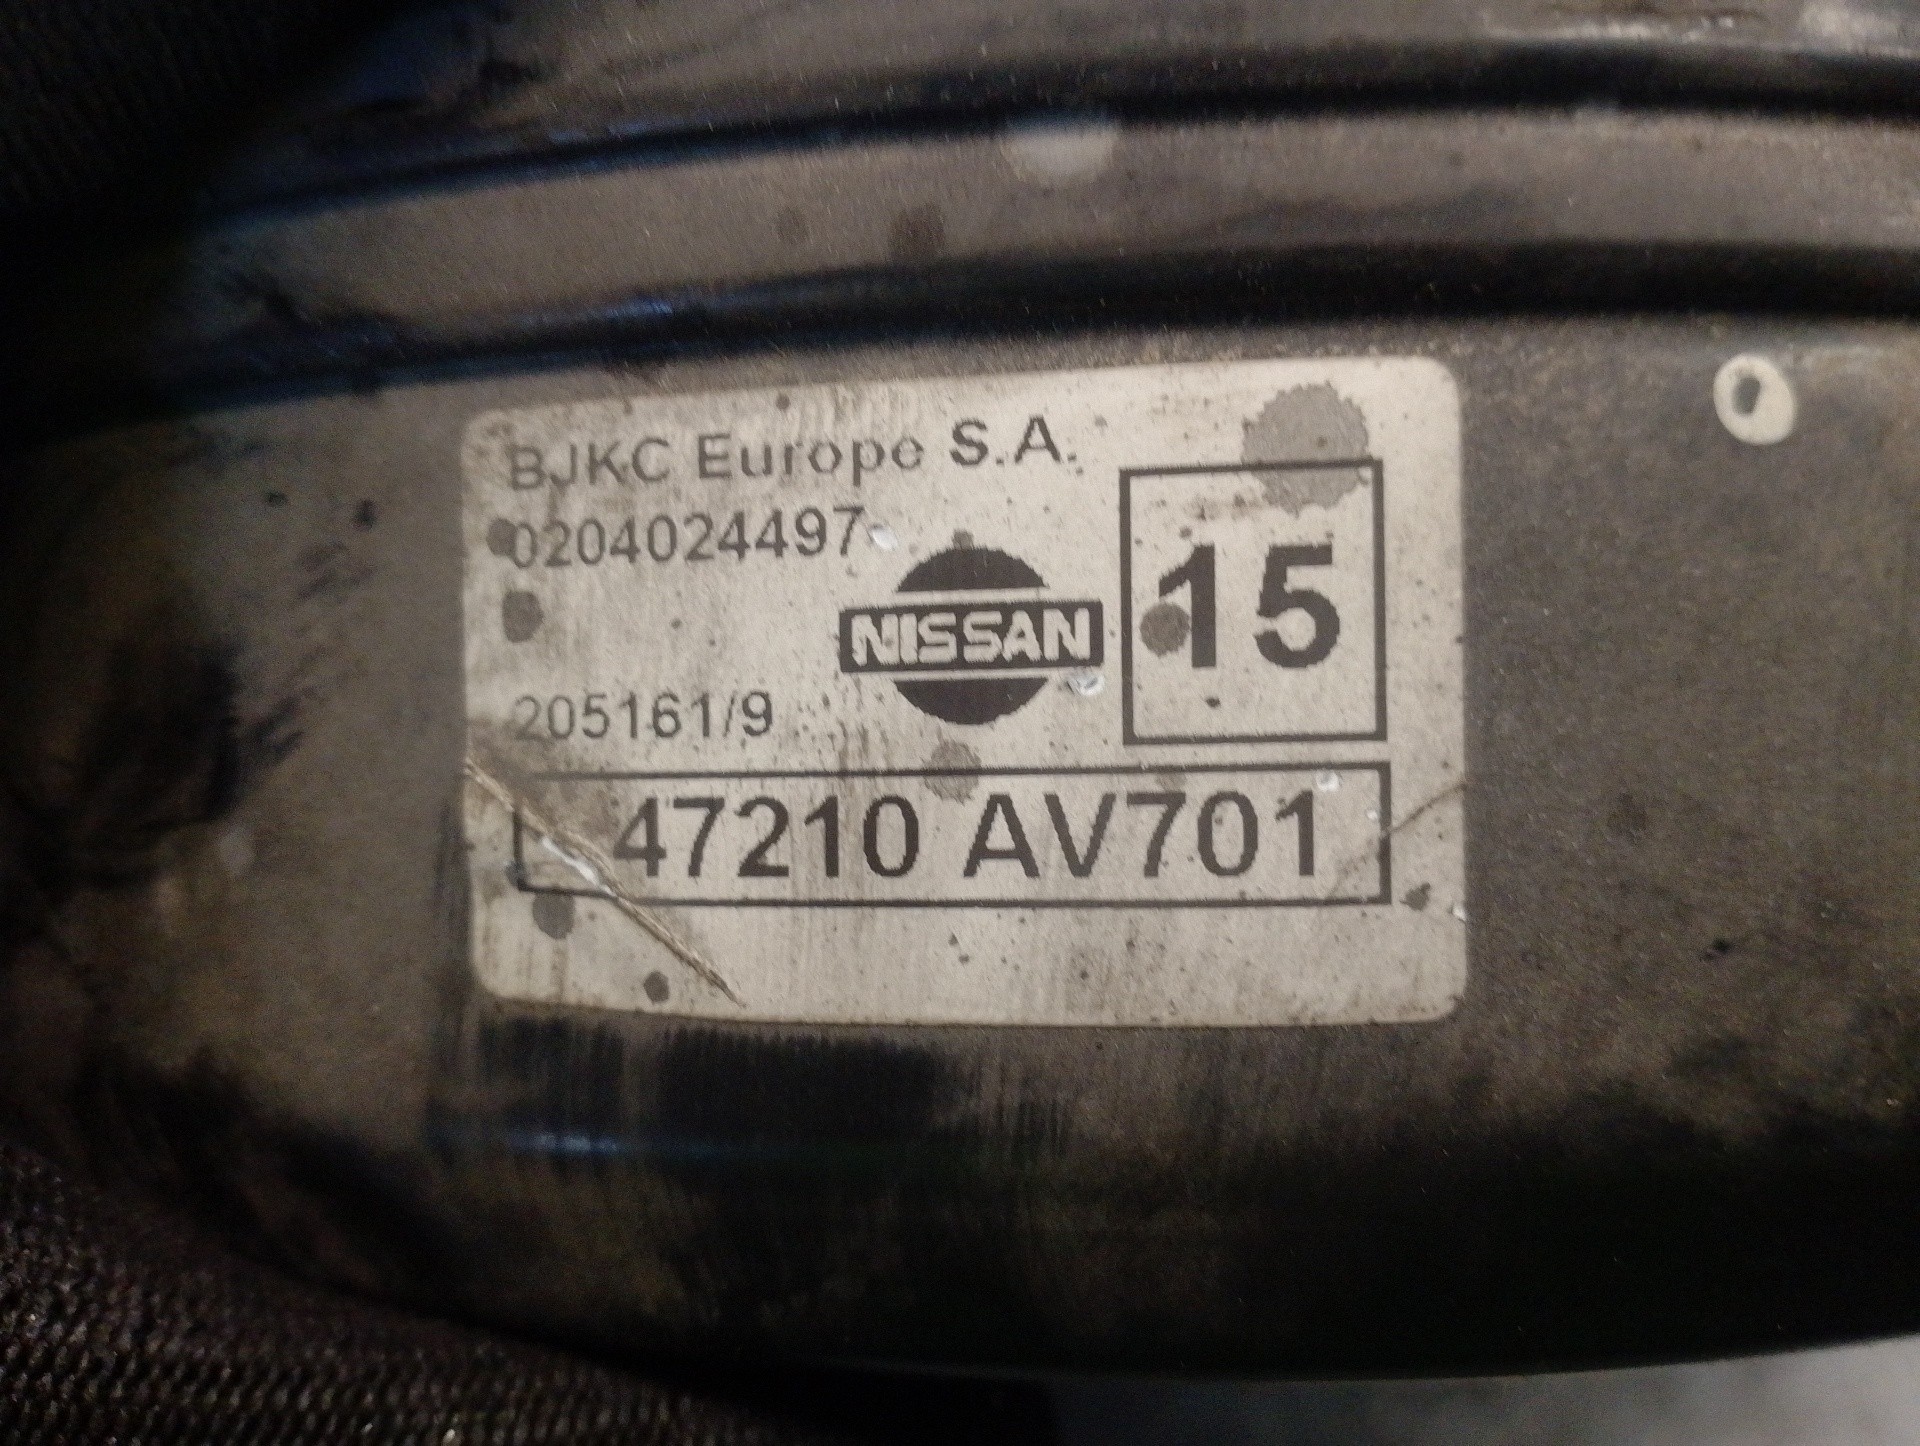 BJKC Europe S.A.
0204024497
NISSAN
15
205161/9
47210 AV701